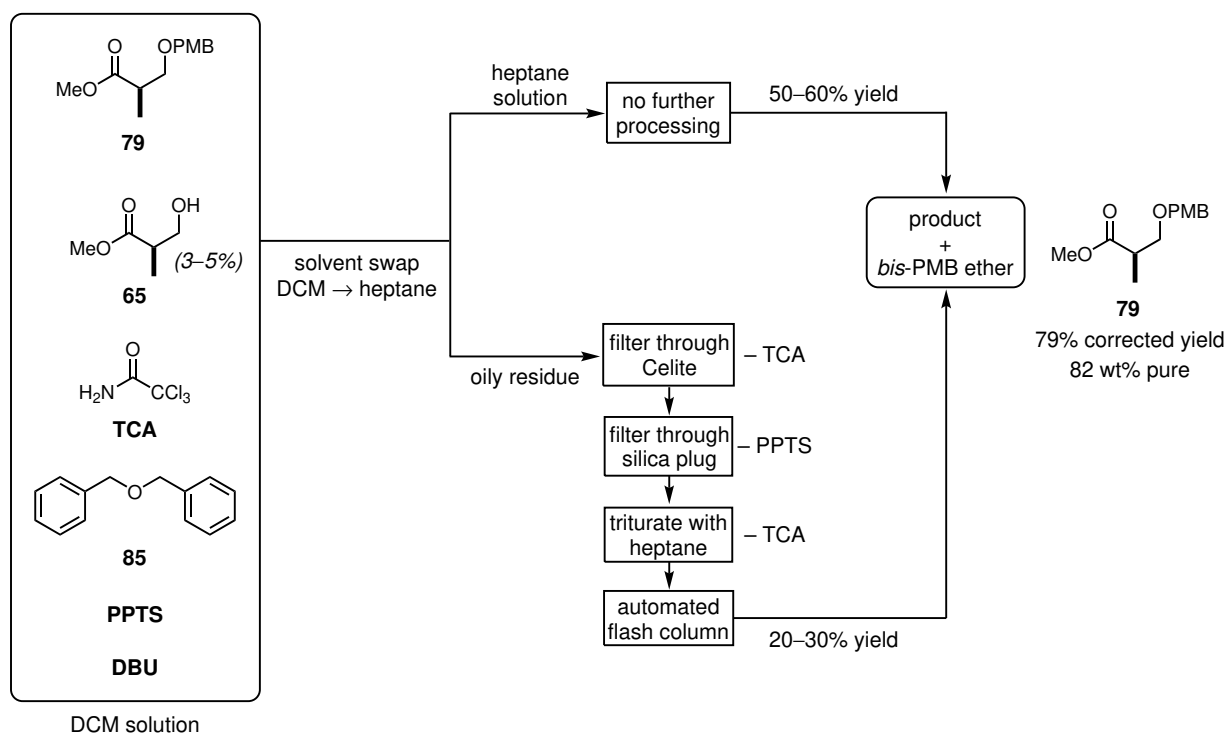 O
OPMB
MeO
79
O
OH
MeO
(3–5%)
65
O
H2N
CCl3
TCA
O
85
PPTS
DBU
DCM solution
solvent swap
DCM → heptane
heptane
solution
no further
processing
50–60% yield
oily residue
filter through
Celite
– TCA
filter through
silica plug
– PPTS
triturate with
heptane
– TCA
automated
flash column
20–30% yield
product
+
bis-PMB ether
O
OPMB
MeO
79
79% corrected yield
82 wt% pure